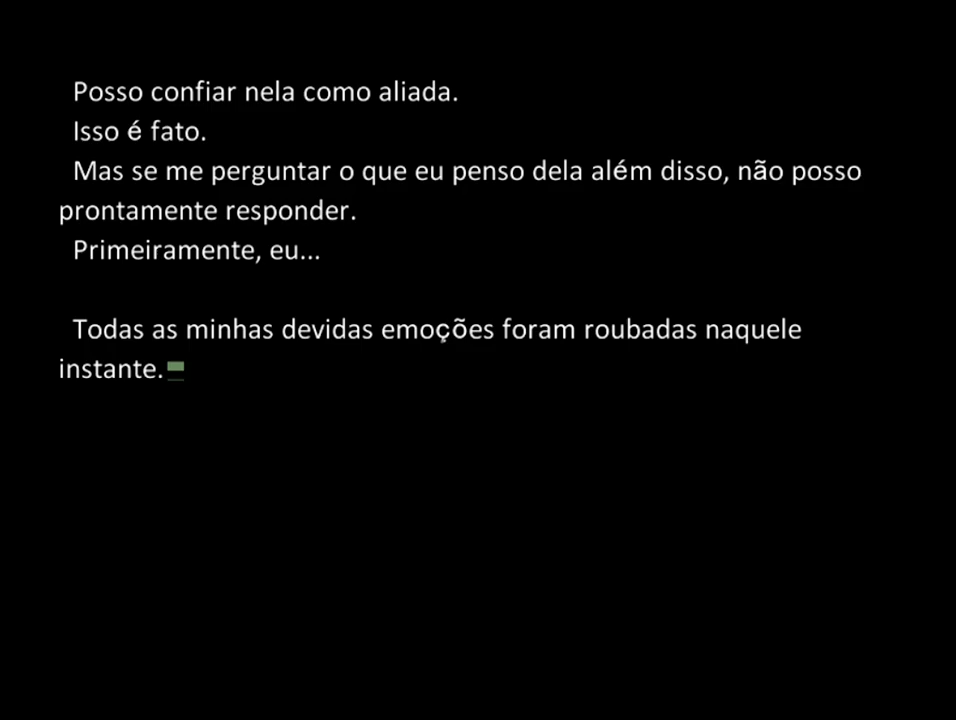 Posso confiar nela como aliada.
Isso é fato.
Mas se me perguntar o que eu penso dela além disso, não posso
prontamente responder.
Primeiramente, eu...
Todas as minhas devidas emoções foram roubadas naquele
instante.